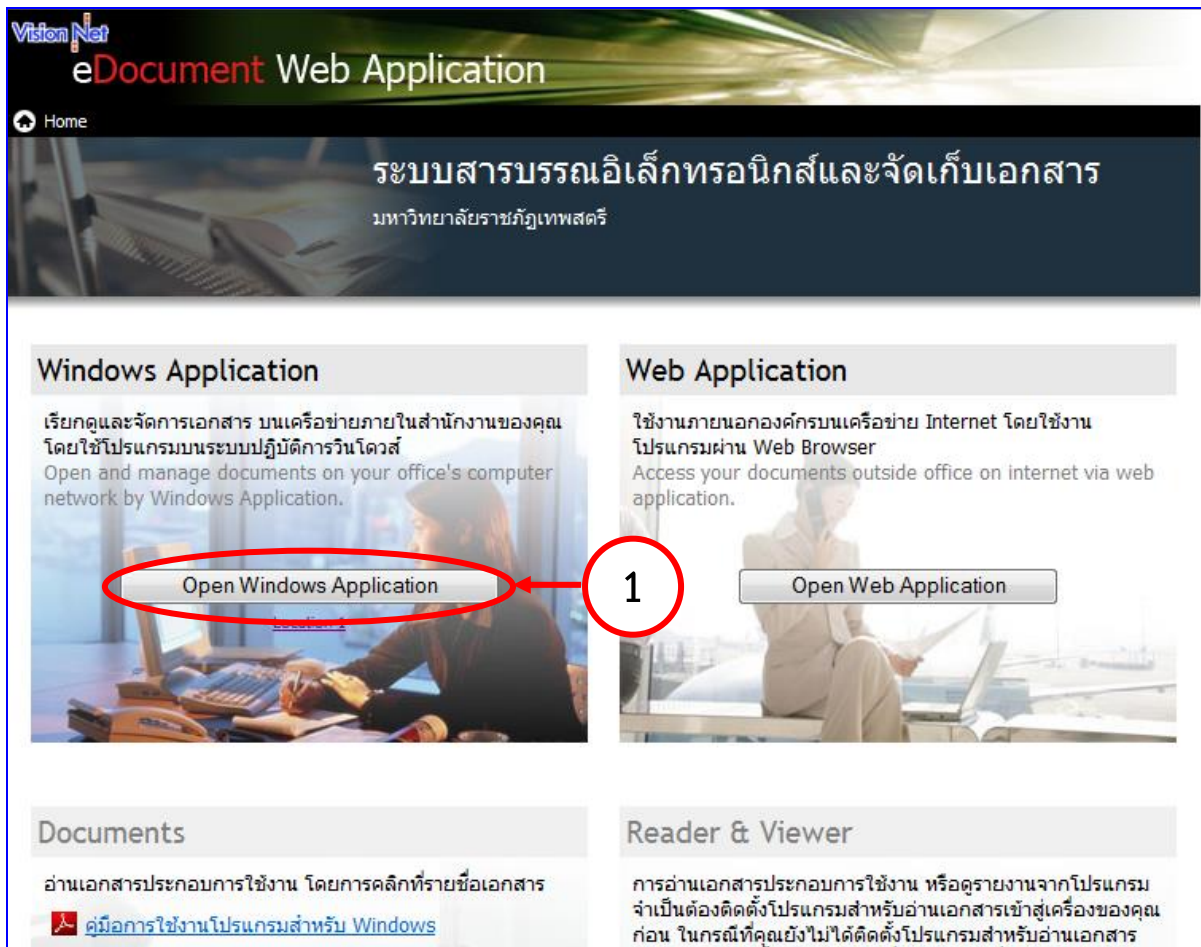 Vision Net
eDocument Web Application
Home
ระบบสารบรรณอิเล็กทรอนิกส์และจัดเก็บเอกสาร
มหาวิทยาลัยราชภัฏเทพสตรี
Windows Application
เรียกดูและจัดการเอกสาร บนเครือข่ายภายในสำนักงานของคุณ
โดยใช้โปรแกรมบนระบบปฏิบัติการวินโดวส์
Open and manage documents on your office's computer
network by Windows Application.
Open Windows Application
Location 1
1
Web Application
ใช้งานภายนอกองค์กรบนเครือข่าย Internet โดยใช้งาน
โปรแกรมผ่าน Web Browser
Access your documents outside office on internet via web
application.
Open Web Application
Documents
อ่านเอกสารประกอบการใช้งาน โดยการคลิกที่รายชื่อเอกสาร
คู่มือการใช้งานโปรแกรมสำหรับ Windows
Reader & Viewer
การอ่านเอกสารประกอบการใช้งาน หรือดูรายงานจากโปรแกรม
จำเป็นต้องติดตั้งโปรแกรมสำหรับอ่านเอกสารเข้าสู่เครื่องของคุณ
ก่อน ในกรณีที่คุณยังไม่ได้ติดตั้งโปรแกรมสำหรับอ่านเอกสาร